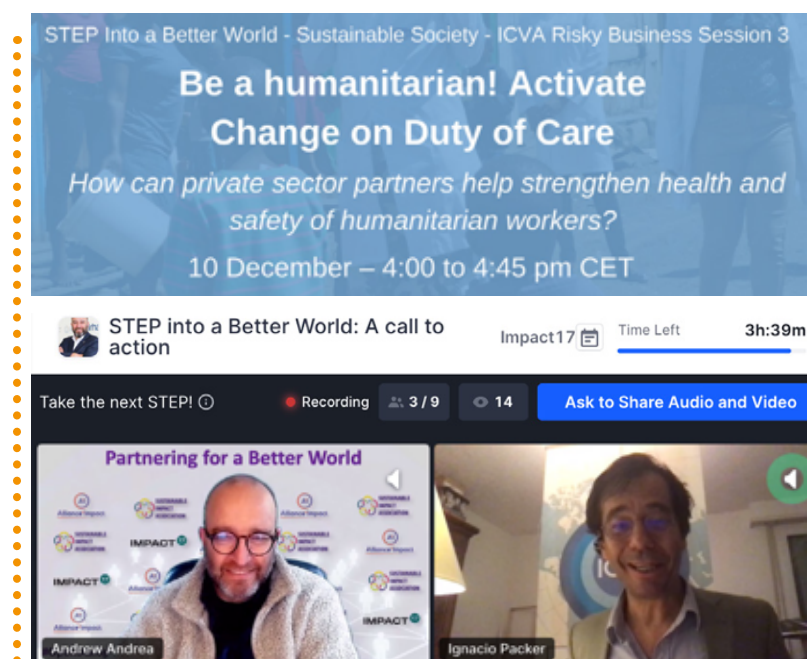 STEP Into a Better World - Sustainable Society - ICVA Risky Business Session 3
Be a humanitarian! Activate
Change on Duty of Care
How can private sector partners help strengthen health and
safety of humanitarian workers?
10 December – 4:00 to 4:45 pm CET
STEP into a Better World: A call to
action
Impact17
Time Left
3h:39m
Take the next STEP!
Recording
3 / 9
14
Ask to Share Audio and Video
Partnering for a Better World
IMPACT
IMPACT
IMPACT
IC
Andrew Andrea
Ignacio Packer